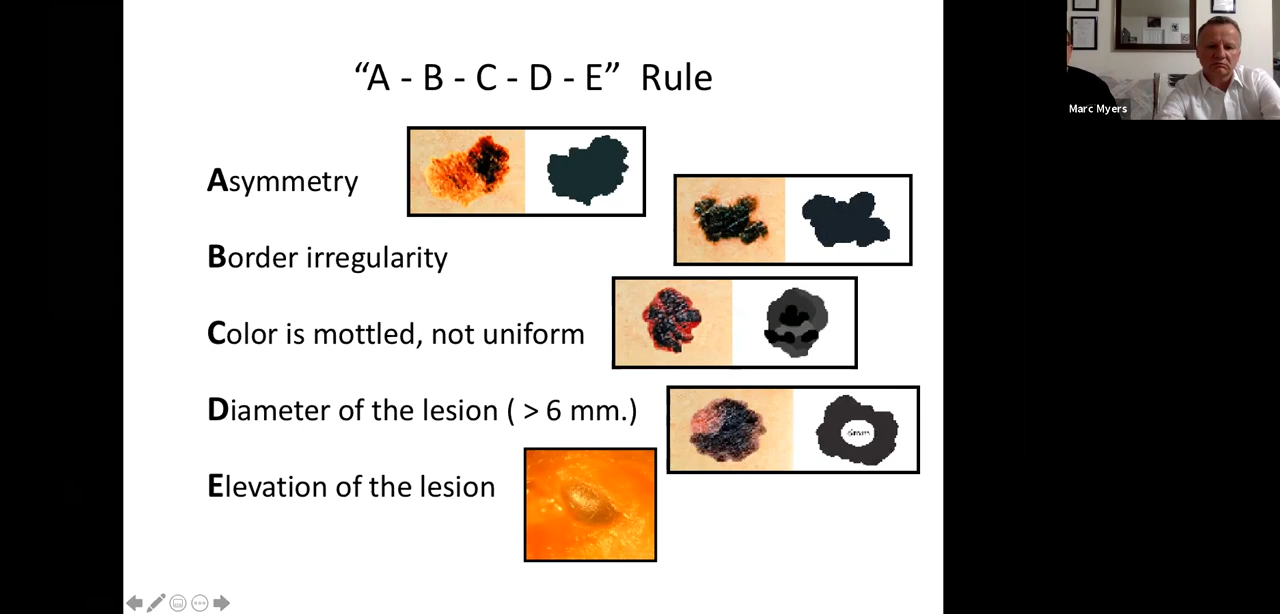 “A - B - C - D - E” Rule
Marc Myers
Asymmetry
Border irregularity
Color is mottled, not uniform
Diameter of the lesion ( > 6 mm.)
6mm
Elevation of the lesion